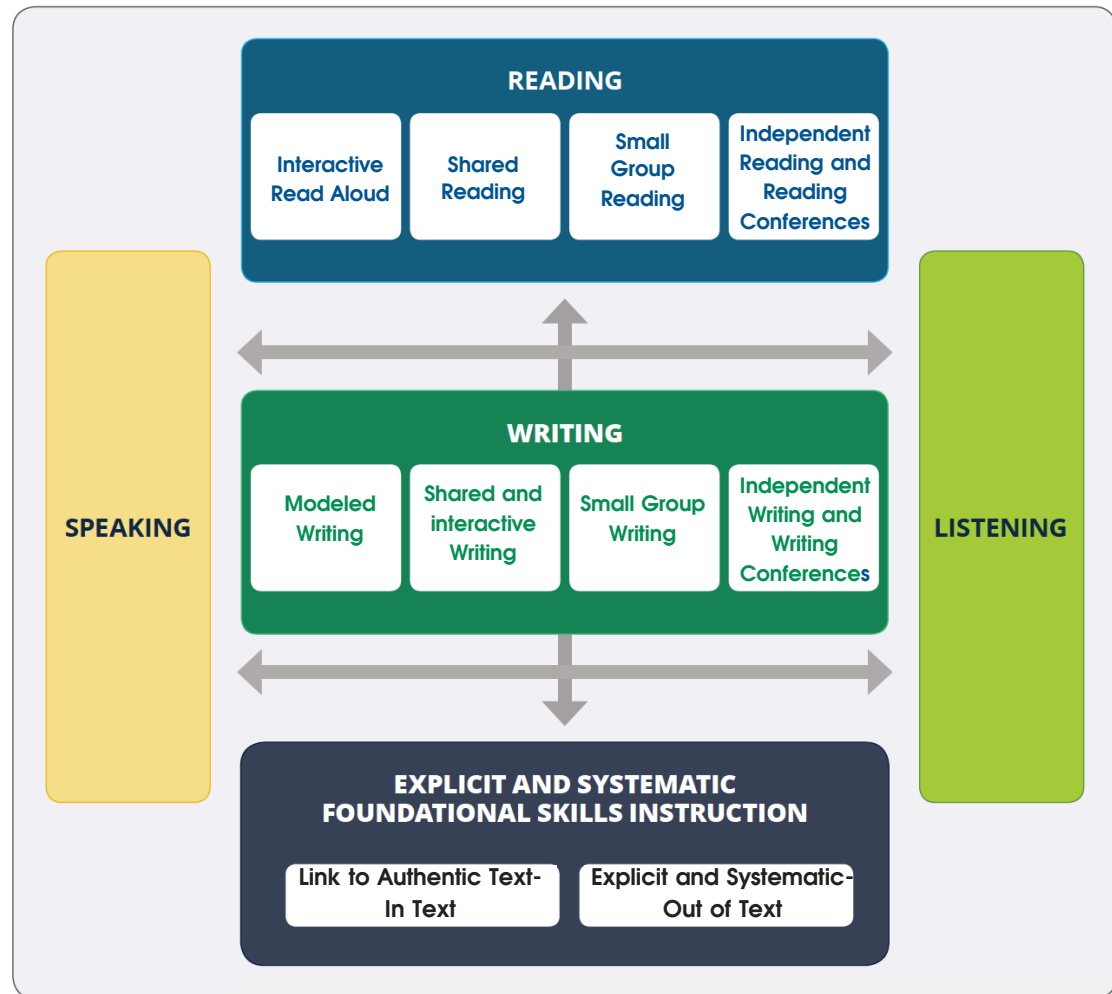 READING
Interactive
Read Aloud
Shared
Reading
Small
Group
Reading
Independent
Reading and
Reading
Conferences
SPEAKING
WRITING
Modeled
Writing
Shared and
interactive
Writing
Small Group
Writing
Independent
Writing and
Writing
Conferences
LISTENING
EXPLICIT AND SYSTEMATIC
FOUNDATIONAL SKILLS INSTRUCTION
Link to Authentic Text-
In Text
Explicit and Systematic-
Out of Text